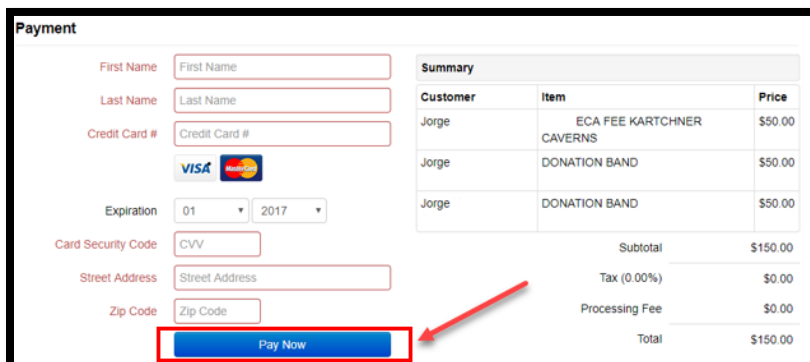 Payment
First Name First Name
Last Name Last Name
Credit Card # Credit Card #
VISA MasterCard
Expiration 01 2017
Card Security Code CVV
Street Address Street Address
Zip Code Zip Code
Pay Now
Summary
Customer Item Price
Jorge ECA FEE KARTCHNER $50.00
CAVERNS
Jorge DONATION BAND $50.00
Jorge DONATION BAND $50.00
Subtotal $150.00
Tax (0.00%) $0.00
Processing Fee $0.00
Total $150.00